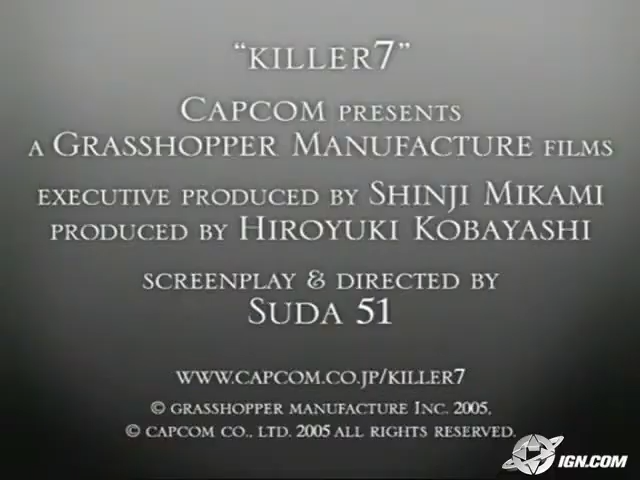 "KILLER7"
CAPCOM PRESENTS
A GRASSHOPPER MANUFACTURE FILMS
EXECUTIVE PRODUCED BY SHINJI MIKAMI
PRODUCED BY HIROYUKI KOBAYASHI
SCREENPLAY & DIRECTED BY
SUDA 51
WWW.CAPCOM.CO.JP/KILLER7
© GRASSHOPPER MANUFACTURE INC. 2005,
© CAPCOM CO., LTD. 2005 ALL RIGHTS RESERVED.
IGN.COM